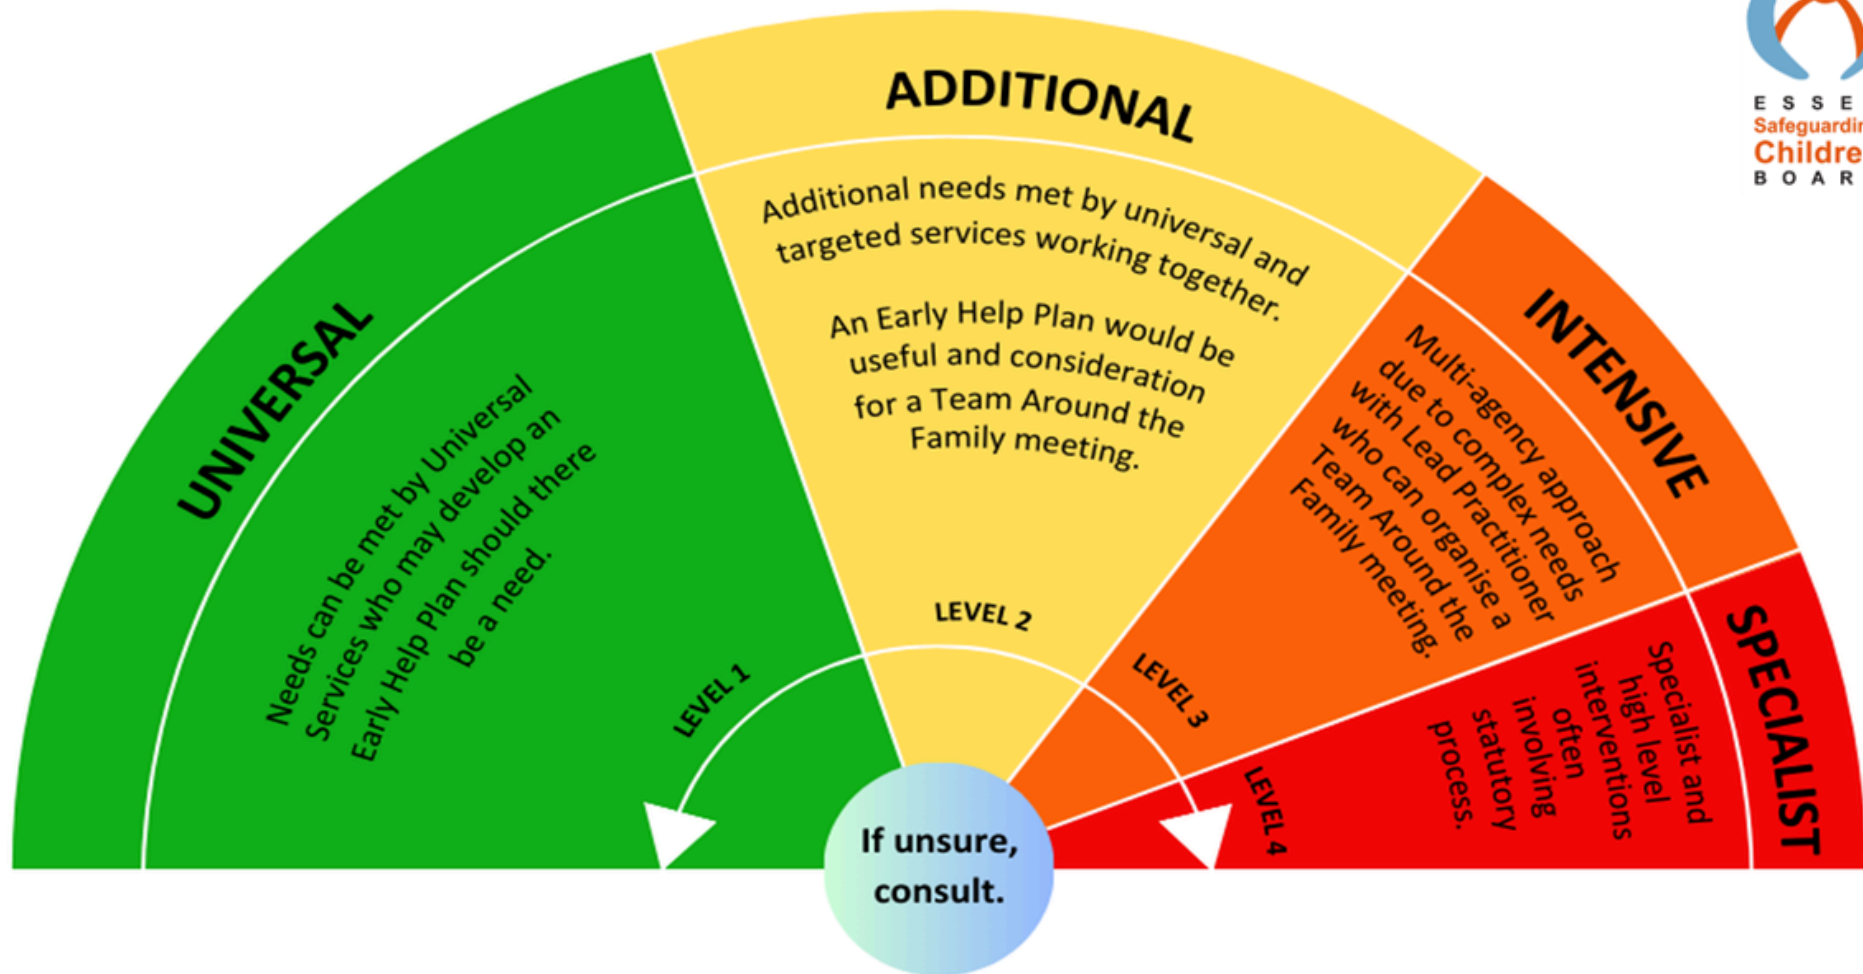 UNIVERSAL
Needs can be met by Universal
Services who may develop an
Early Help Plan should there
be a need.
LEVEL 1
ADDITIONAL
Additional needs met by universal and
targeted services working together.
An Early Help Plan would be
useful and consideration
for a Team Around the
Family meeting.
LEVEL 2
INTENSIVE
Multi-agency approach
due to complex needs
with Lead Practitioner
who can organise a
Team Around the
Family meeting.
LEVEL 3
SPECIALIST
Specialist and
high level
interventions
often
involving
statutory
process.
LEVEL 4
If unsure,
consult.
E S S E
Safeguardin
Childre
B O A R